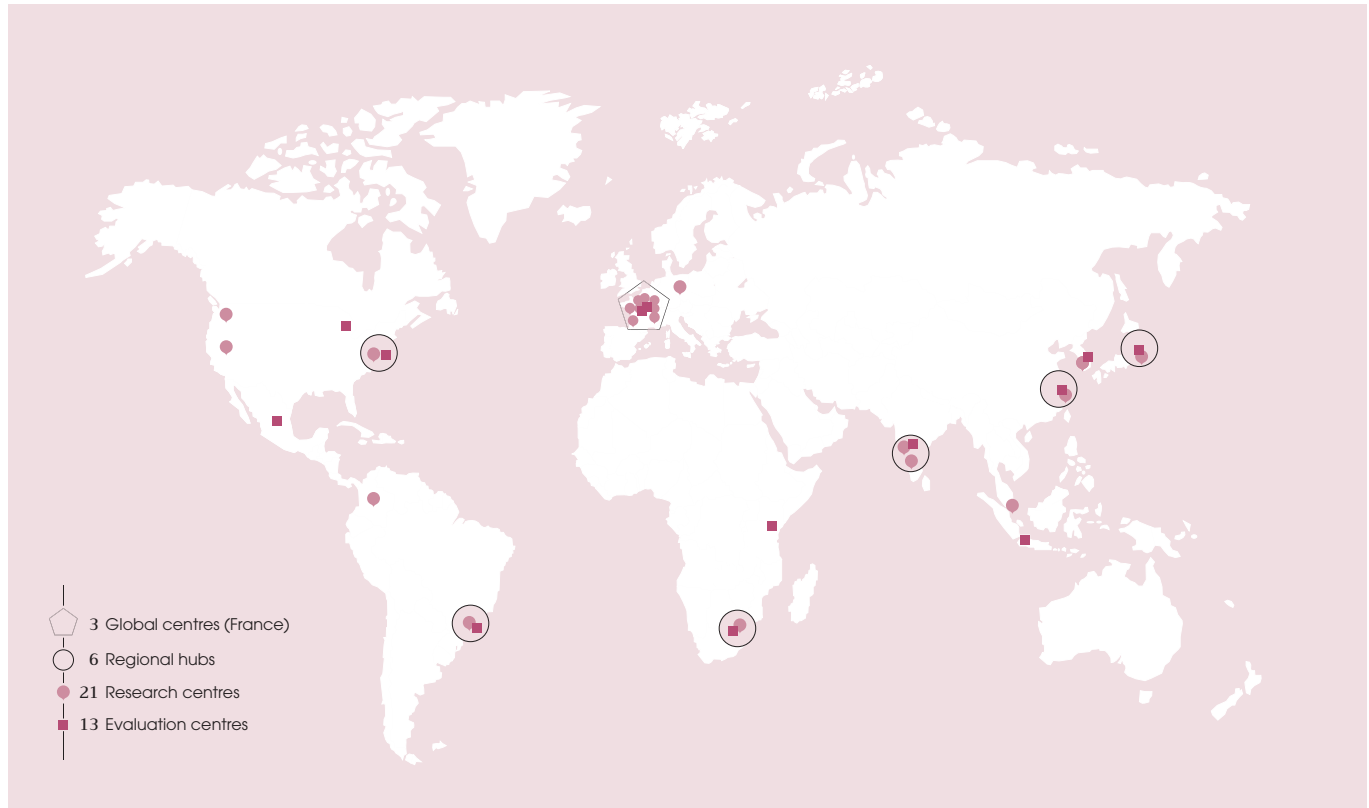 3 Global centres (France)
6 Regional hubs
21 Research centres
13 Evaluation centres